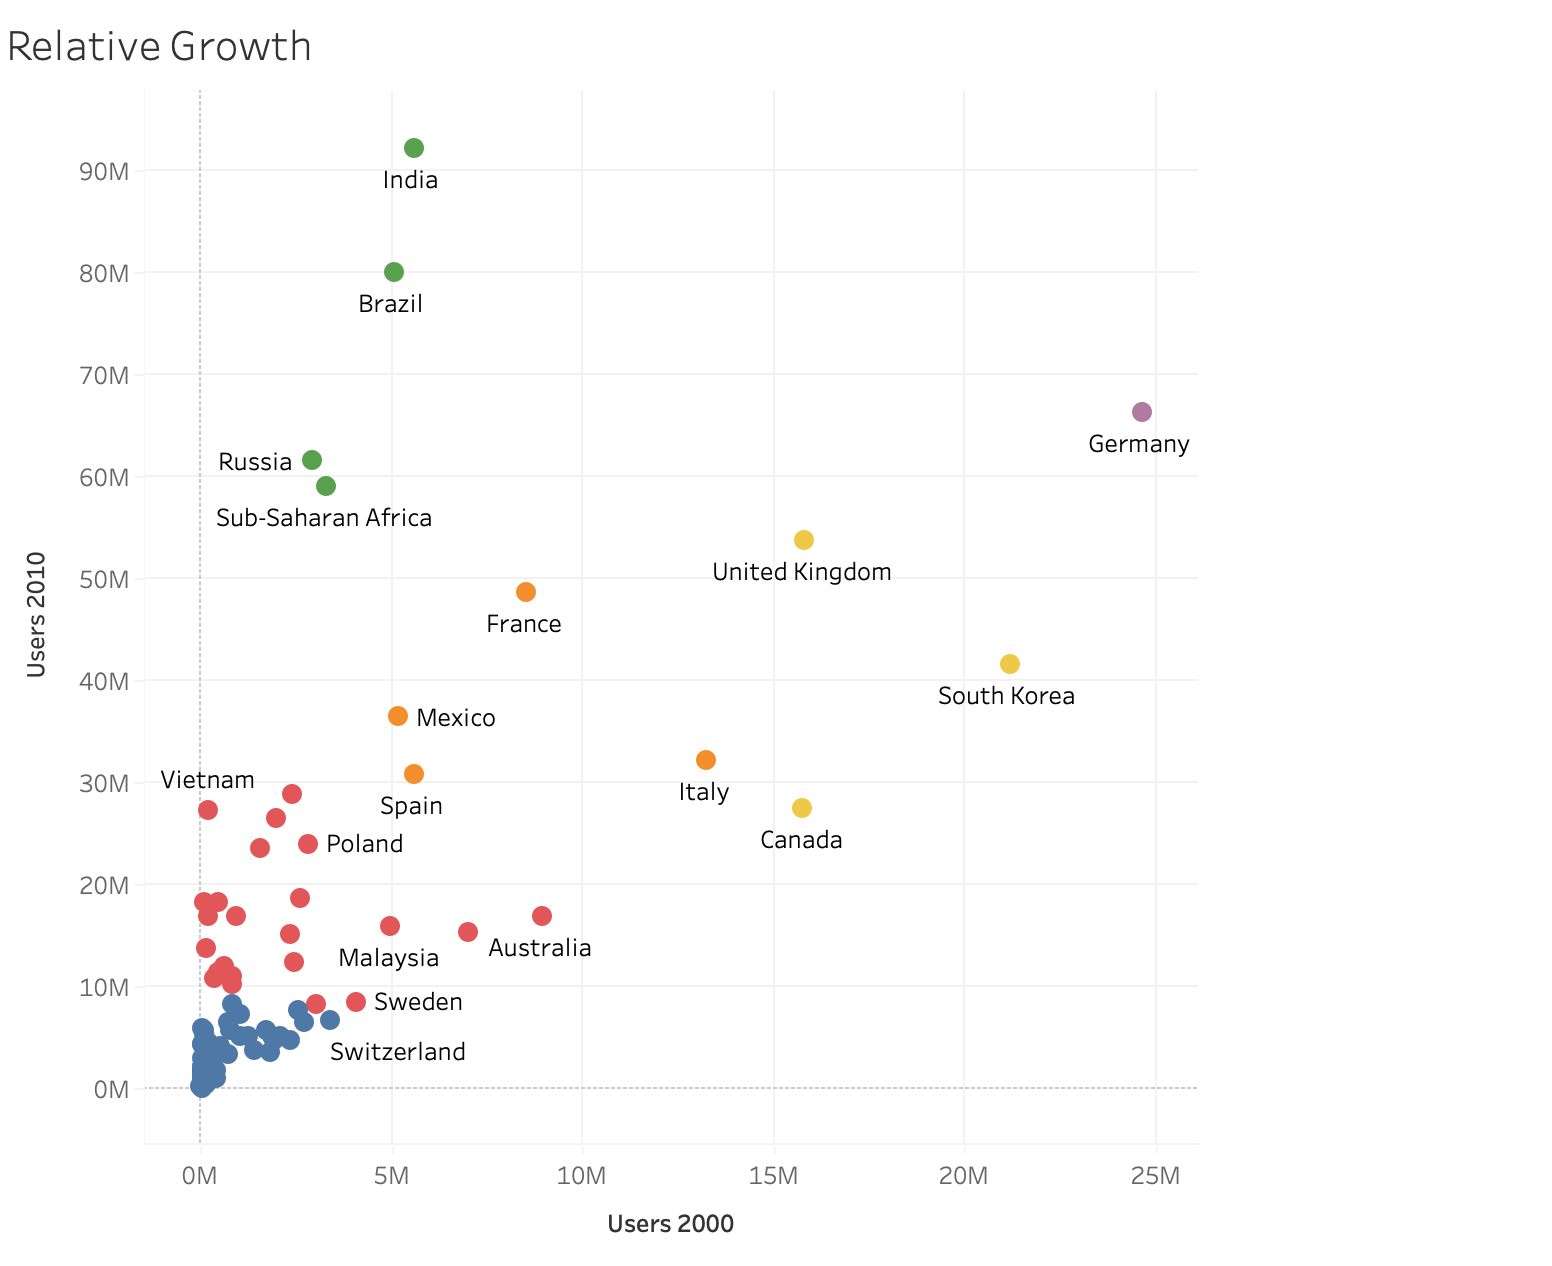 Relative Growth
90M
India
80M
Brazil
70M
Germany
Russia
60M
Sub-Saharan Africa
United Kingdom
50M
France
Users 2010
South Korea
40M
Mexico
Vietnam
30M
Italy
Spain
Canada
Poland
20M
Australia
Malaysia
10M
Sweden
Switzerland
0M
0M 5M 10M 15M 20M 25M
Users 2000